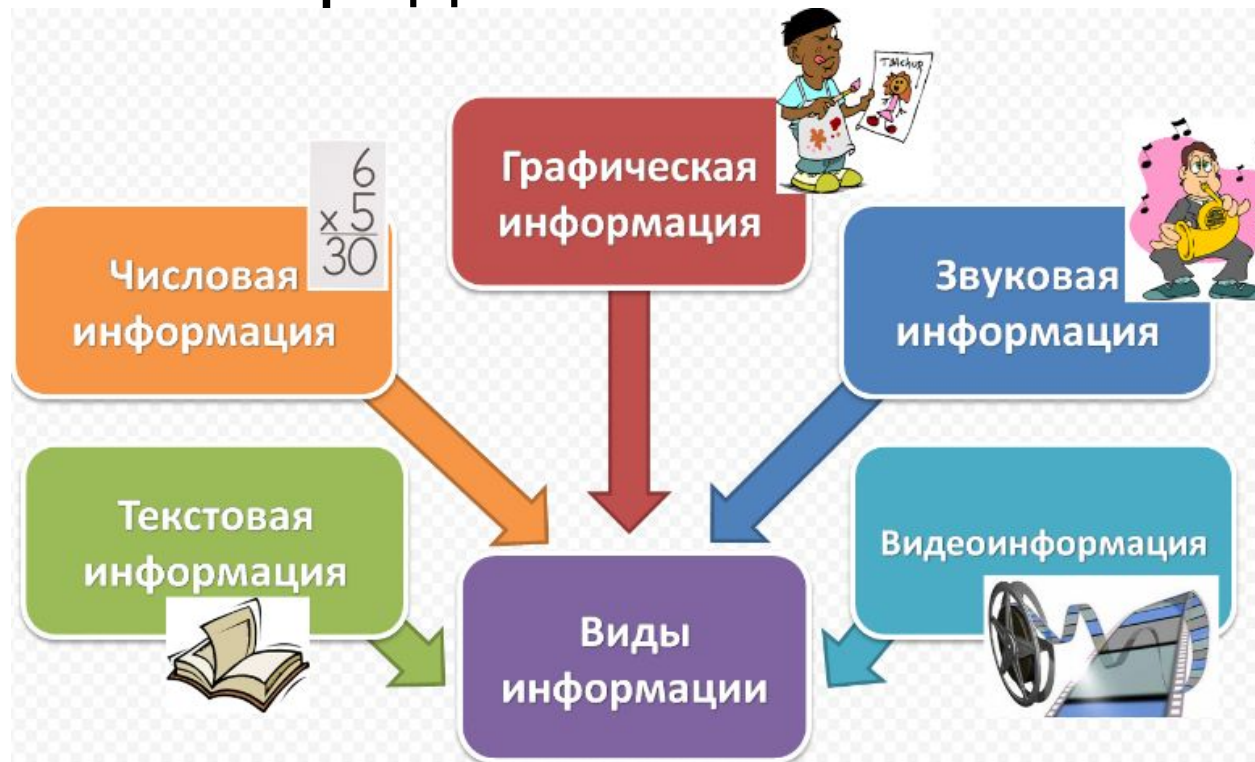 Графическая
информация
6
x 5
30
Числовая
информация
Звуковая
информация
Текстовая
информация
Видеоинформация
Виды
информации